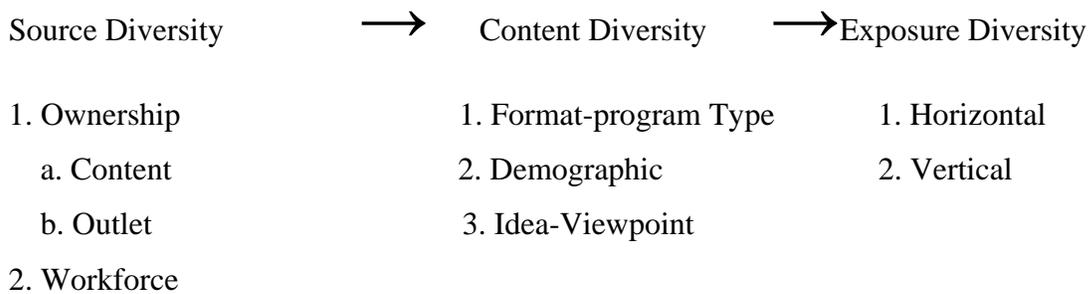 Source Diversity → Content Diversity → Exposure Diversity
1. Ownership 1. Format-program Type 1. Horizontal
a. Content 2. Demographic 2. Vertical
b. Outlet 3. Idea-Viewpoint
2. Workforce